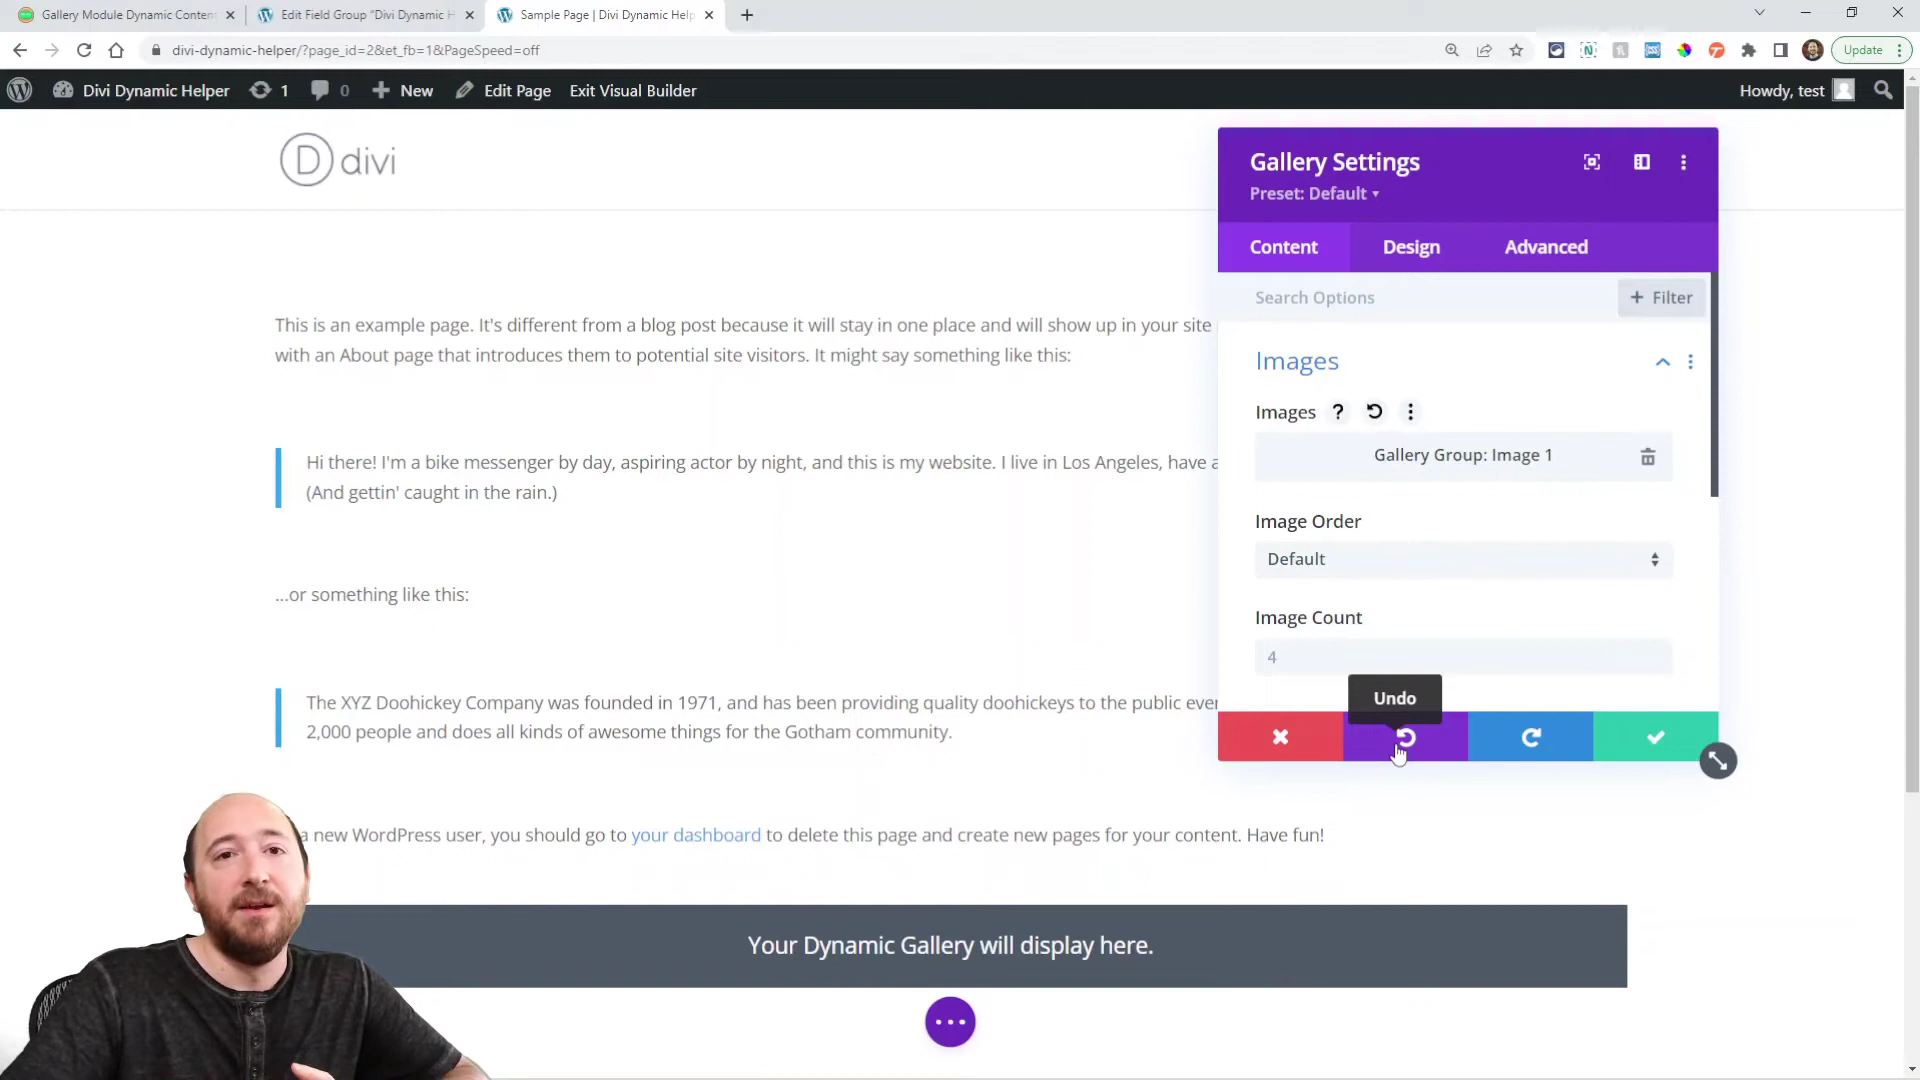 Gallery Module Dynamic Conten
Edit Field Group "Divi Dynamic H
Sample Page | Divi Dynamic Help
divi-dynamic-helper/?page_id=2&et_fb=1&PageSpeed=off
Update
Divi Dynamic Helper
1
0
New
Edit Page
Exit Visual Builder
Howdy, test
D divi
Gallery Settings
Preset: Default
Content
Design
Advanced
Search Options
+ Filter
Images
Images ?
Gallery Group: Image 1
Image Order
Default
Image Count
4
Undo
This is an example page. It's different from a blog post because it will stay in one place and will show up in your site
with an About page that introduces them to potential site visitors. It might say something like this:
Hi there! I'm a bike messenger by day, aspiring actor by night, and this is my website. I live in Los Angeles, have a
(And gettin' caught in the rain.)
...or something like this:
The XYZ Doohickey Company was founded in 1971, and has been providing quality doohickeys to the public ever
2,000 people and does all kinds of awesome things for the Gotham community.
a new WordPress user, you should go to your dashboard to delete this page and create new pages for your content. Have fun!
Your Dynamic Gallery will display here.